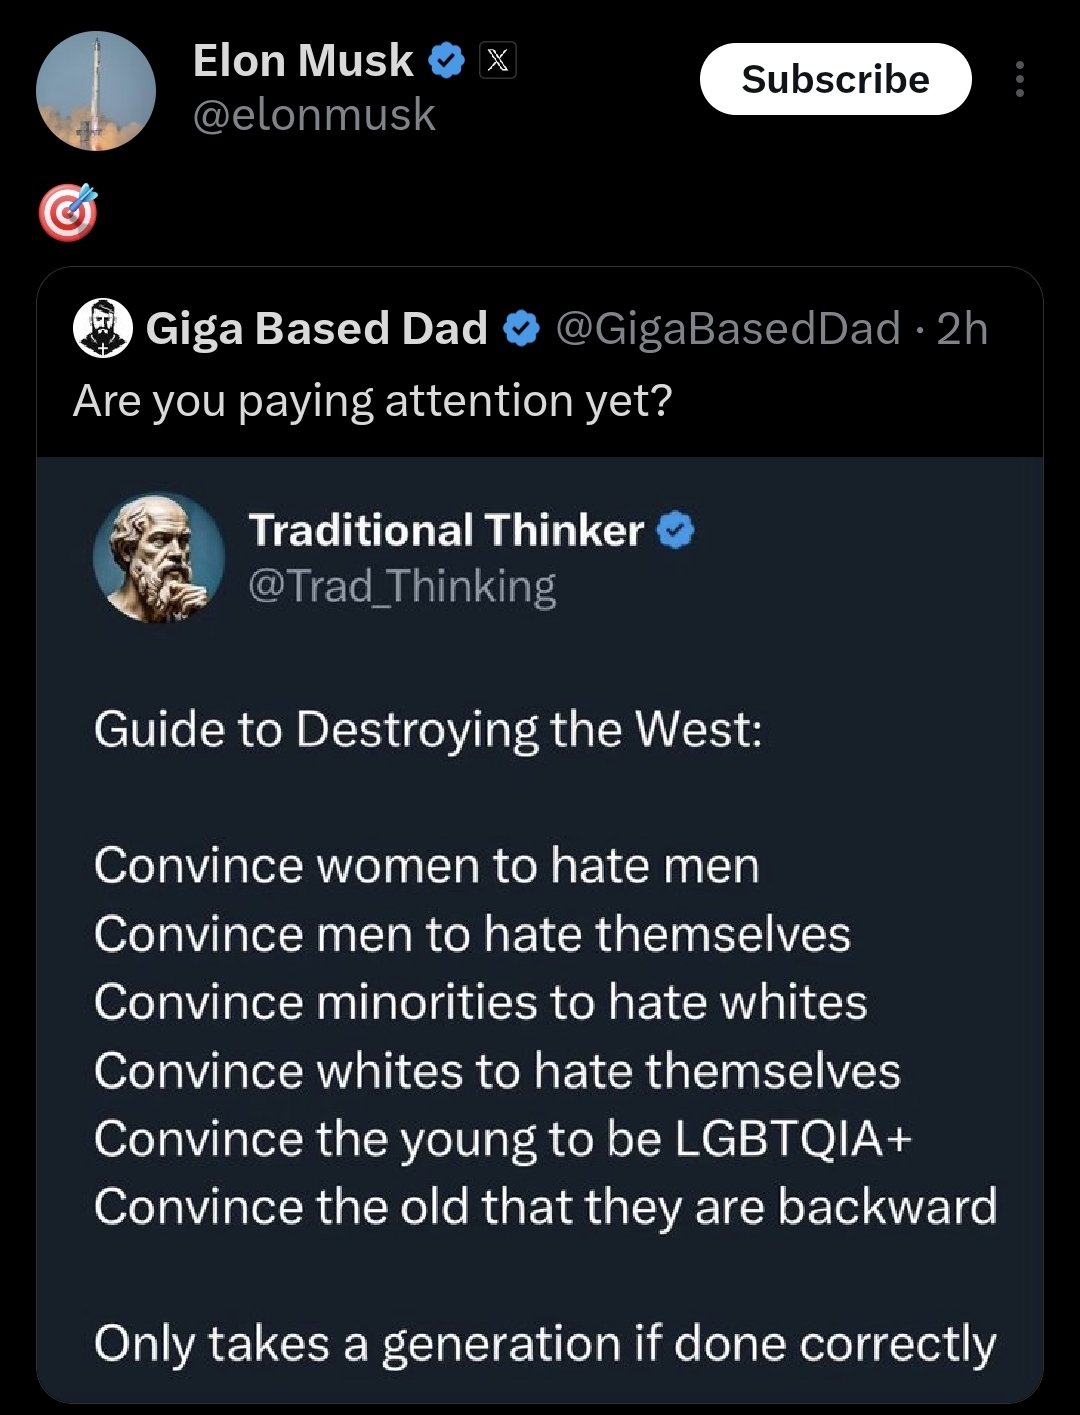 Elon Musk
@elonmusk
Subscribe
🎯
Giga Based Dad @GigaBasedDad · 2h
Are you paying attention yet?
Traditional Thinker
@Trad_Thinking
Guide to Destroying the West:
Convince women to hate men
Convince men to hate themselves
Convince minorities to hate whites
Convince whites to hate themselves
Convince the young to be LGBTQIA+
Convince the old that they are backward
Only takes a generation if done correctly